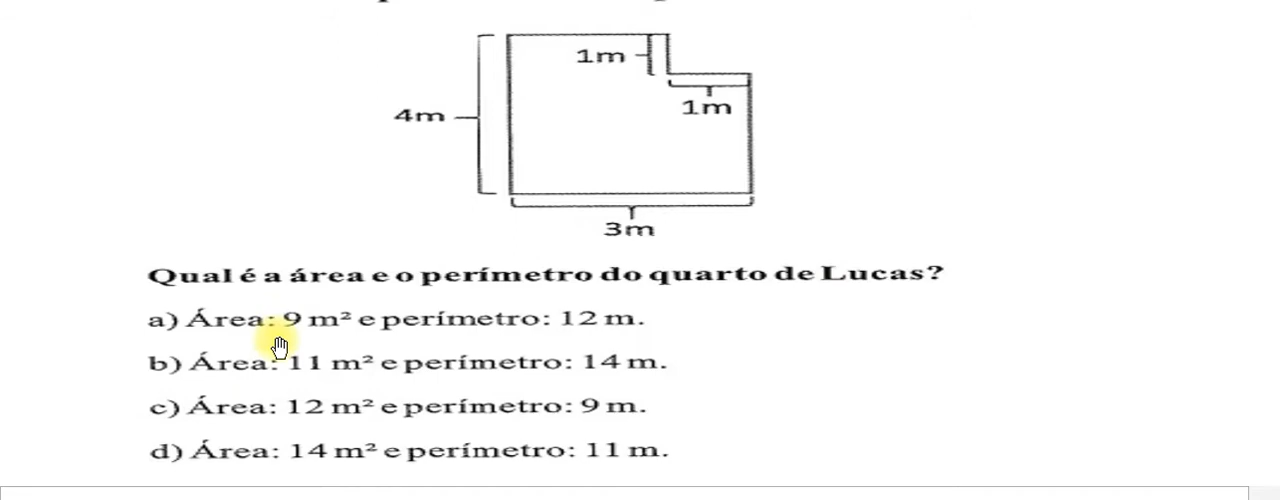 1m
1m
4m
3m
Qual é a área e o perímetro do quarto de Lucas?
a) Área: 9 m² e perímetro: 12 m.
b) Área: 11 m² e perímetro: 14 m.
c) Área: 12 m² e perímetro: 9 m.
d) Área: 14 m² e perímetro: 11 m.